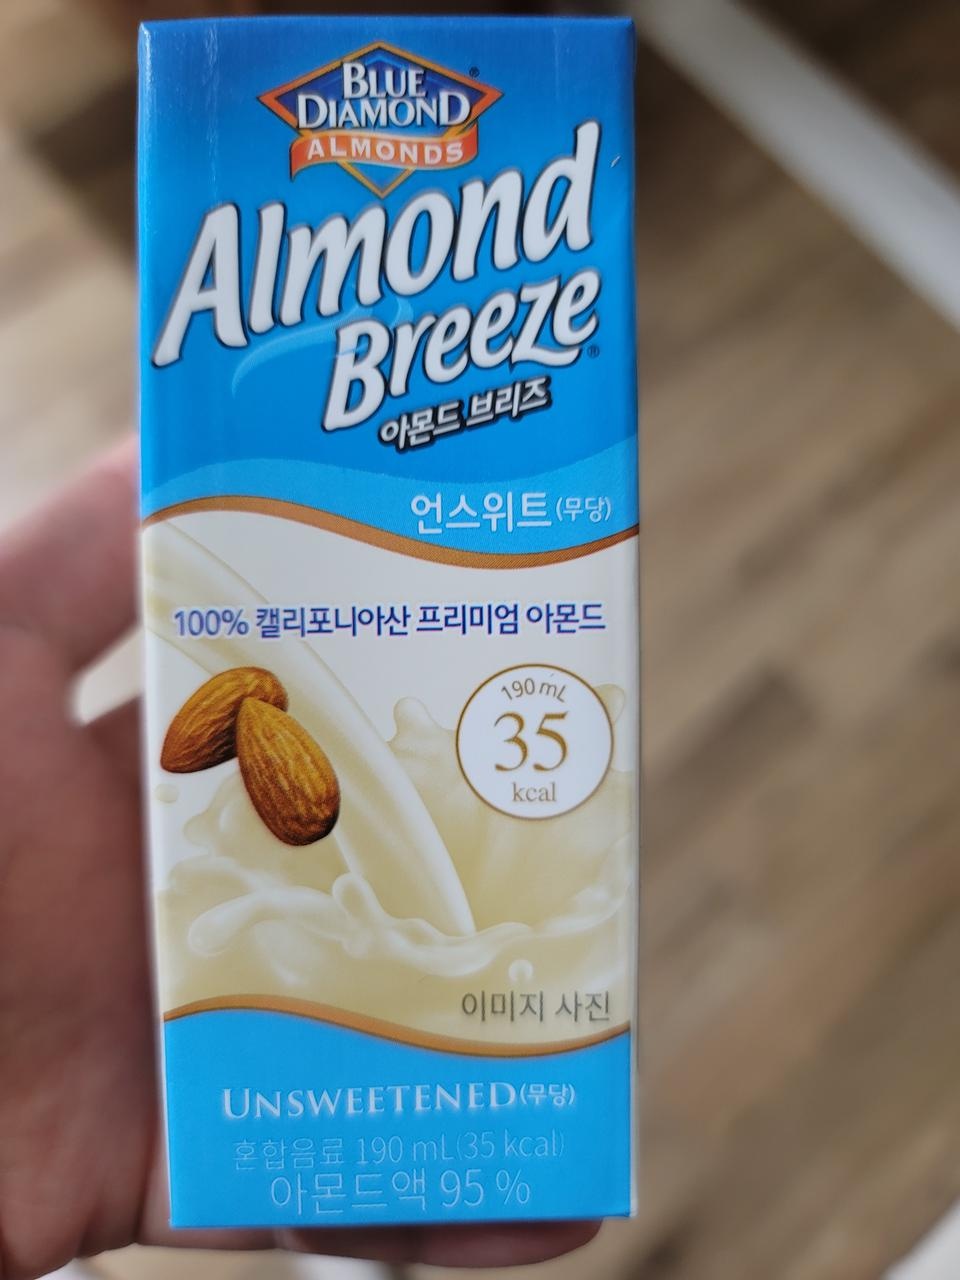 BLUE
DIAMOND®
ALMONDS
Almond
Breeze®
아몬드 브리즈
언스위트(무당)
100% 캘리포니아산 프리미엄 아몬드
190 mL
35
kcal
이미지 사진
UNSWEETENED(무당)
혼합음료 190 mL(35 kcal)
아몬드액 95 %